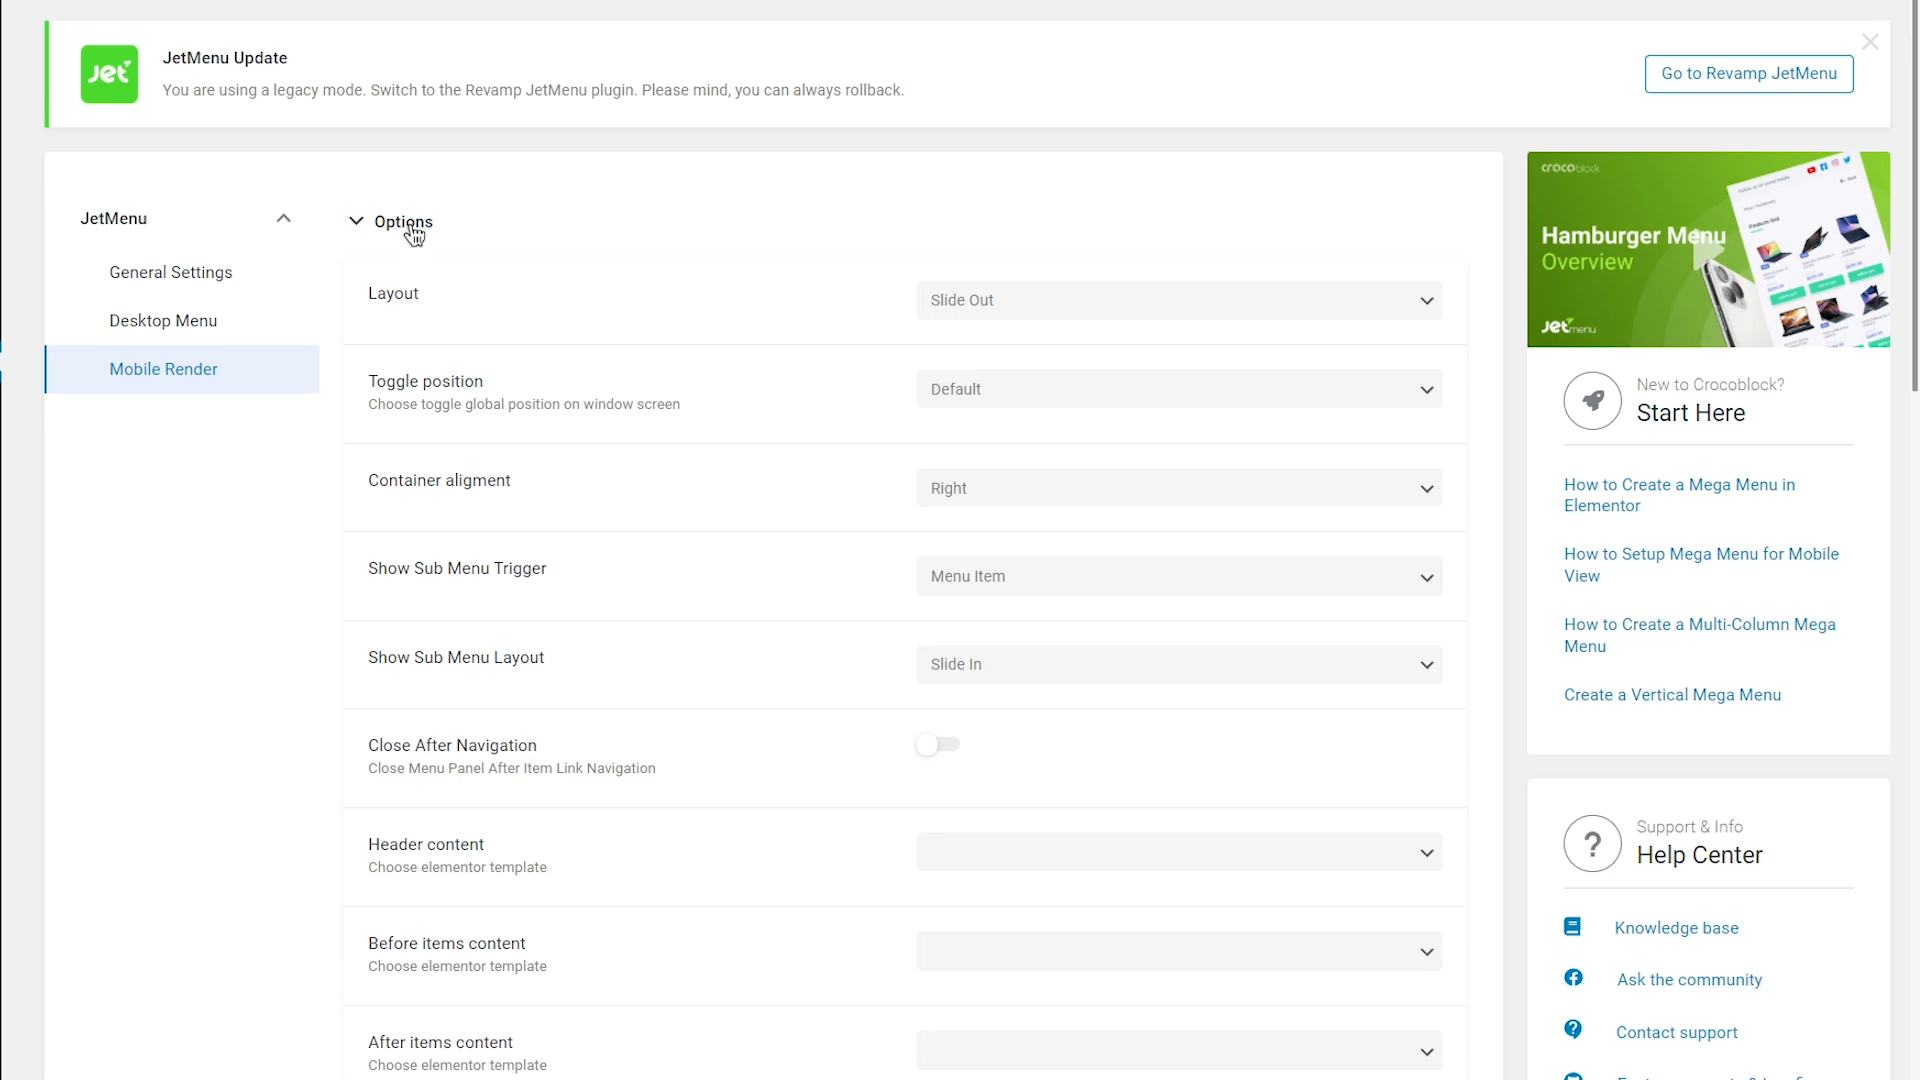 JetMenu Update
You are using a legacy mode. Switch to the Revamp JetMenu plugin. Please mind, you can always rollback.
Go to Revamp JetMenu
Jet
JetMenu
General Settings
Desktop Menu
Mobile Render
Options
Layout
Slide Out
Toggle position
Choose toggle global position on window screen
Default
Container aligment
Right
Show Sub Menu Trigger
Menu Item
Show Sub Menu Layout
Slide In
Close After Navigation
Close Menu Panel After Item Link Navigation
Header content
Choose elementor template
Before items content
Choose elementor template
After items content
Choose elementor template
crocoblock
Hamburger Menu
Overview
Jet menu
New to Crocoblock?
Start Here
How to Create a Mega Menu in
Elementor
How to Setup Mega Menu for Mobile
View
How to Create a Multi-Column Mega
Menu
Create a Vertical Mega Menu
?
Support & Info
Help Center
Knowledge base
Ask the community
Contact support